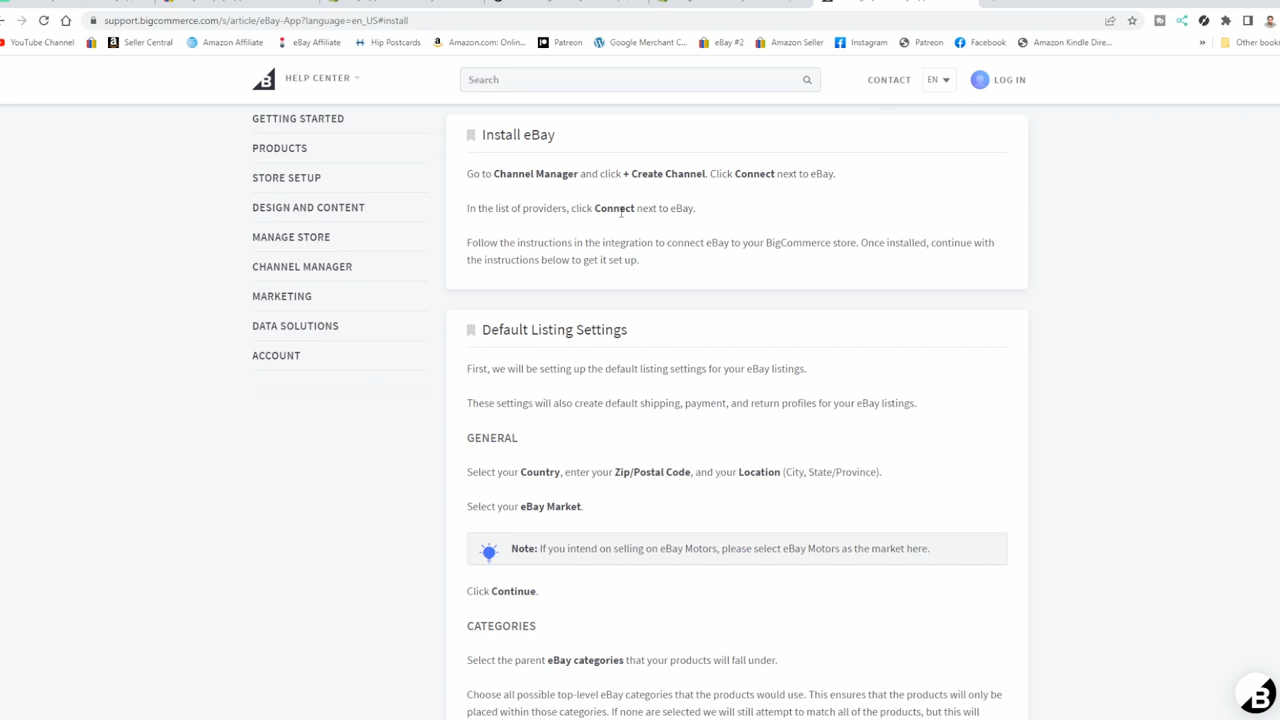 support.bigcommerce.com/s/article/eBay-App?language=en_US#install
YouTube Channel Seller Central Amazon Affiliate eBay Affiliate Hip Postcards Amazon.com: Onlin... Patreon Google Merchant C... eBay #2 Amazon Seller Instagram Patreon Facebook Amazon Kindle Dire... » Other book
HELP CENTER
Search
CONTACT
EN
LOG IN
GETTING STARTED
PRODUCTS
STORE SETUP
DESIGN AND CONTENT
MANAGE STORE
CHANNEL MANAGER
MARKETING
DATA SOLUTIONS
ACCOUNT
Install eBay
Go to Channel Manager and click + Create Channel. Click Connect next to eBay.
In the list of providers, click Connect next to eBay.
Follow the instructions in the integration to connect eBay to your BigCommerce store. Once installed, continue with
the instructions below to get it set up.
Default Listing Settings
First, we will be setting up the default listing settings for your eBay listings.
These settings will also create default shipping, payment, and return profiles for your eBay listings.
GENERAL
Select your Country, enter your Zip/Postal Code, and your Location (City, State/Province).
Select your eBay Market.
Note: If you intend on selling on eBay Motors, please select eBay Motors as the market here.
Click Continue.
CATEGORIES
Select the parent eBay categories that your products will fall under.
Choose all possible top-level eBay categories that the products would use. This ensures that the products will only be
placed within those categories. If none are selected we will still attempt to match all of the products, but this will